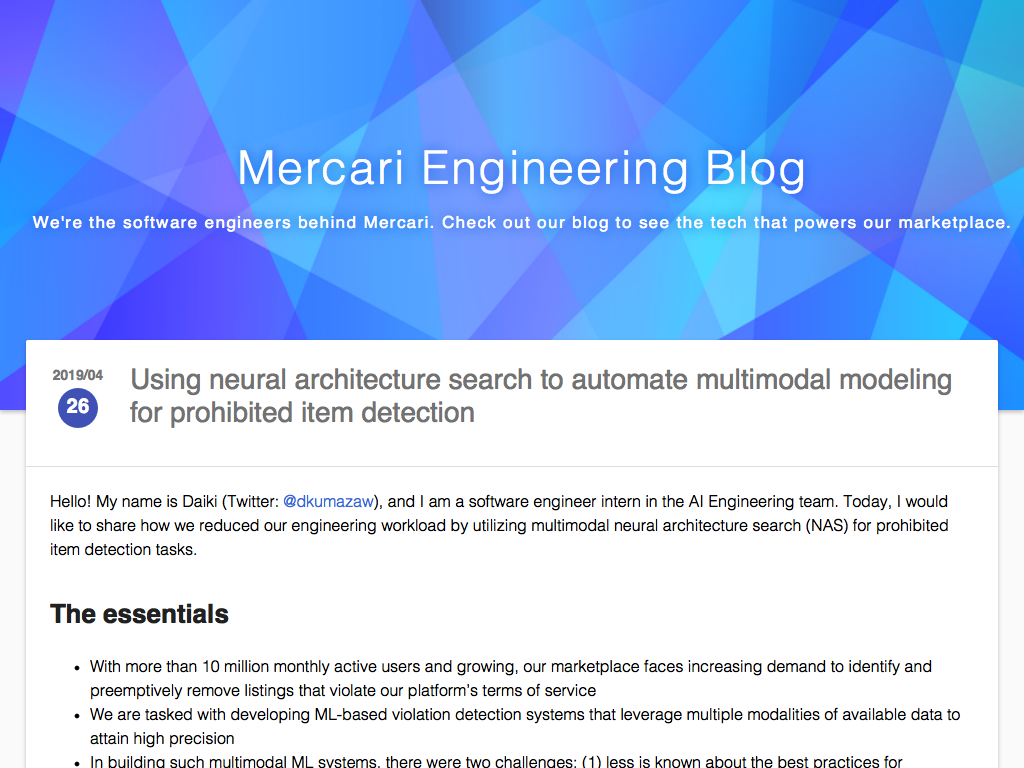 Mercari Engineering Blog
We're the software engineers behind Mercari. Check out our blog to see the tech that powers our marketplace.
2019/04
26
Using neural architecture search to automate multimodal modeling
for prohibited item detection
Hello! My name is Daiki (Twitter: @dkumazaw), and I am a software engineer intern in the AI Engineering team. Today, I would
like to share how we reduced our engineering workload by utilizing multimodal neural architecture search (NAS) for prohibited
item detection tasks.
The essentials
• With more than 10 million monthly active users and growing, our marketplace faces increasing demand to identify and
preemptively remove listings that violate our platform's terms of service
• We are tasked with developing ML-based violation detection systems that leverage multiple modalities of available data to
attain high precision
• In building such multimodal ML systems, there were two challenges: (1) less is known about the best practices for